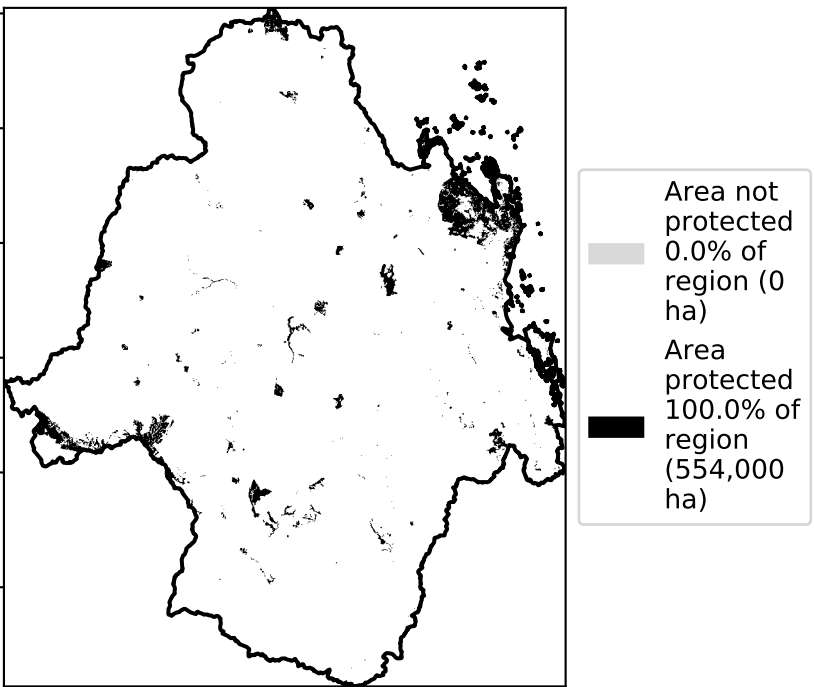 Area not
protected
0.0% of
region (0
ha)
Area
protected
100.0% of
region
(554,000
ha)